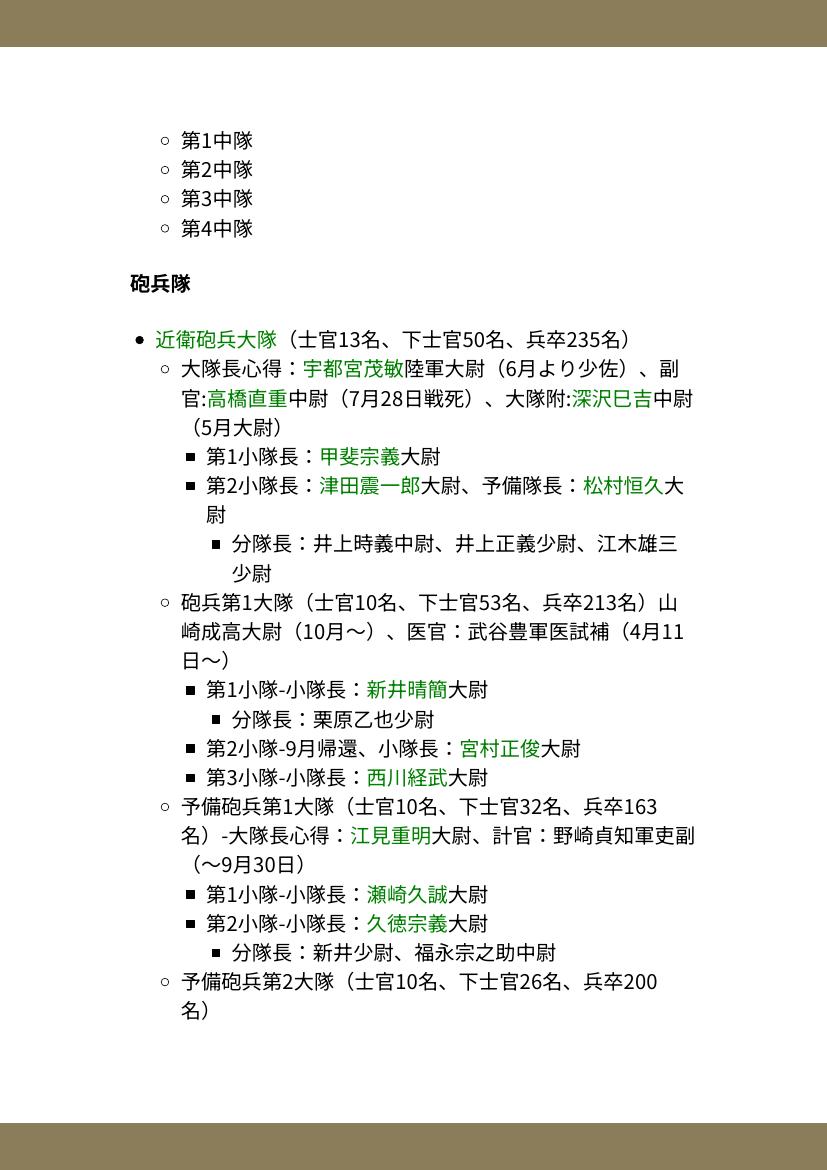 第1中隊
第2中隊
第3中隊
第4中隊
砲兵隊
近衛砲兵大隊（士官13名、下士官50名、兵卒235名）
大隊長心得：宇都宮茂敏陸軍大尉（6月より少佐）、副
官:高橋直重中尉（7月28日戦死）、大隊附:深沢巳吉中尉
（5月大尉）
第1小隊長：甲斐宗義大尉
第2小隊長：津田震一郎大尉、予備隊長：松村恒久大
尉
分隊長：井上時義中尉、井上正義少尉、江木雄三
少尉
砲兵第1大隊（士官10名、下士官53名、兵卒213名）山
崎成高大尉（10月～）、医官：武谷豊軍医試補（4月11
日～）
第1小隊-小隊長：新井晴簡大尉
分隊長：栗原乙也少尉
第2小隊-9月帰還、小隊長：宮村正俊大尉
第3小隊-小隊長：西川経武大尉
予備砲兵第1大隊（士官10名、下士官32名、兵卒163
名）-大隊長心得：江見重明大尉、計官：野崎貞知軍吏副
（～9月30日）
第1小隊-小隊長：瀬崎久誠大尉
第2小隊-小隊長：久徳宗義大尉
分隊長：新井少尉、福永宗之助中尉
予備砲兵第2大隊（士官10名、下士官26名、兵卒200
名）